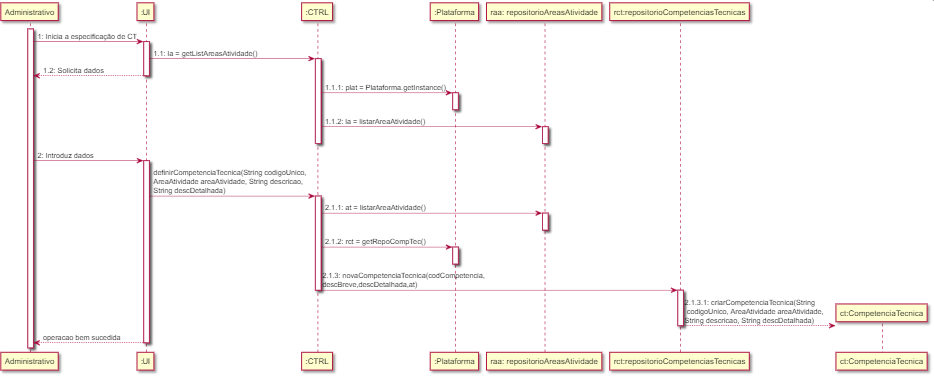 Administrativo :UI :CTRL :Plataforma raa: repositorioAreasAtividade rct:repositorioCompetenciasTecnicas
1: Inicia a especificação de CT
1.1: la = getListAreasAtividade()
1.2: Solicita dados
1.1.1: plat = Plataforma.getInstance()
1.1.2: la = listarAreaAtividade()
2: Introduz dados
definirCompetenciaTecnica(String codigoUnico,
AreaAtividade areaAtividade, String descricao,
String descDetalhada)
2.1.1: at = listarAreaAtividade()
2.1.2: rct = getRepoCompTec()
2.1.3: novaCompetenciaTecnica(codCompetencia,
descBreve,descDetalhada,at)
2.1.3.1: criarCompetenciaTecnica(String
codigoUnico, AreaAtividade areaAtividade,
String descricao, String descDetalhada)
ct:CompetenciaTecnica
operacao bem sucedida
Administrativo :UI :CTRL :Plataforma raa: repositorioAreasAtividade rct:repositorioCompetenciasTecnicas ct:CompetenciaTecnica